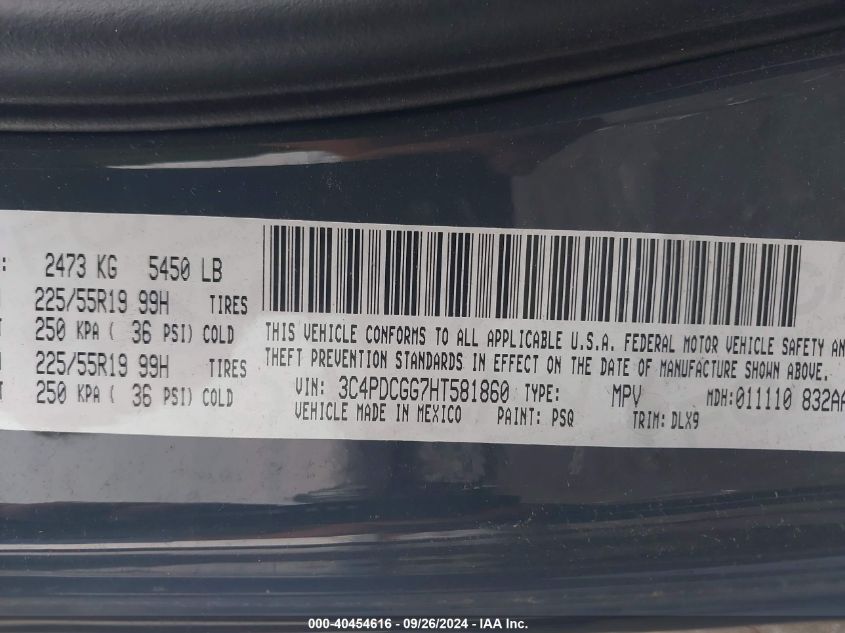 : 2473 KG 5450 LB
225/55R19 99H TIRES
250 KPA ( 36 PSI) COLD
225/55R19 99H TIRES
250 KPA ( 36 PSI) COLD
THIS VEHICLE CONFORMS TO ALL APPLICABLE U.S.A. FEDERAL MOTOR VEHICLE SAFETY AN
THEFT PREVENTION STANDARDS IN EFFECT ON THE DATE OF MANUFACTURE SHOWN ABOVE.
VIN: 3C4PDCGG7HT581860 TYPE: MPV MDH:011110 832AA
VEHICLE MADE IN MEXICO PAINT: PSQ TRIM: DLX9
000-40454616 - 09/26/2024 - IAA Inc.